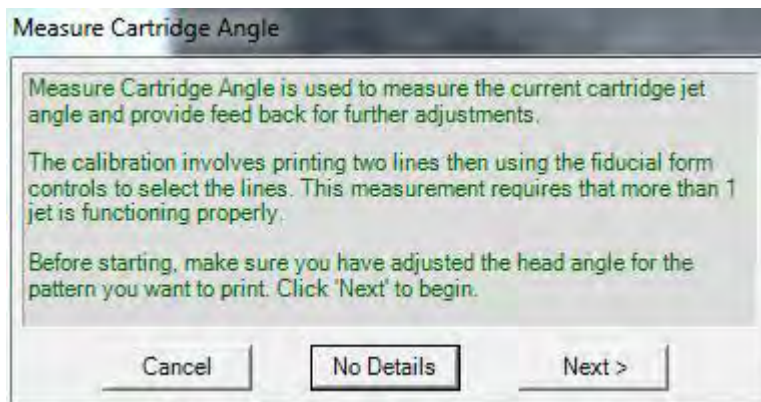 Measure Cartridge Angle
Measure Cartridge Angle is used to measure the current cartridge jet
angle and provide feed back for further adjustments.
The calibration involves printing two lines then using the fiducial form
controls to select the lines. This measurement requires that more than 1
jet is functioning properly.
Before starting, make sure you have adjusted the head angle for the
pattern you want to print. Click 'Next' to begin.
Cancel
No Details
Next >